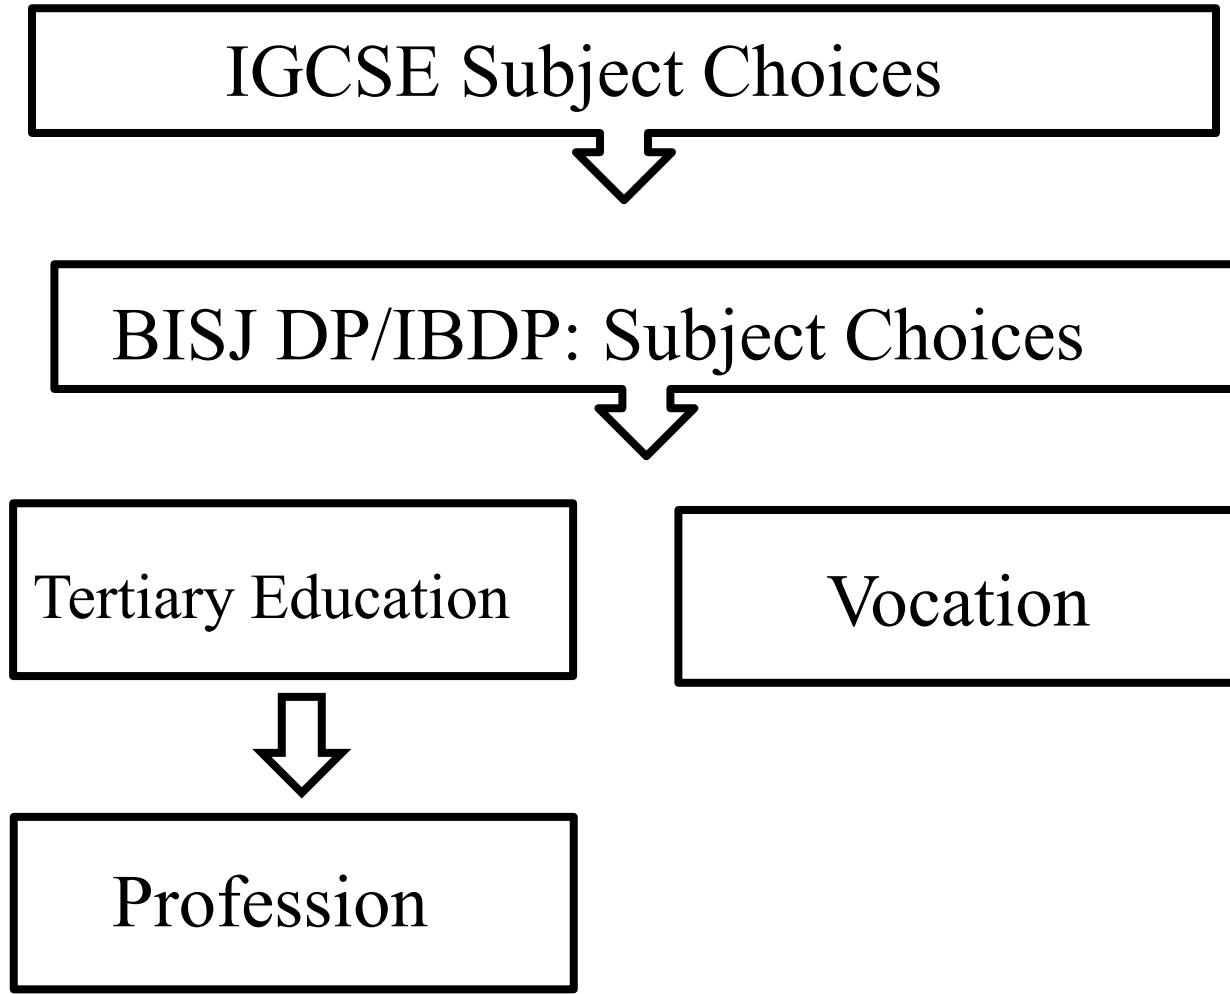 IGCSE Subject Choices
BISJ DP/IBDP: Subject Choices
Tertiary Education
Vocation
Profession